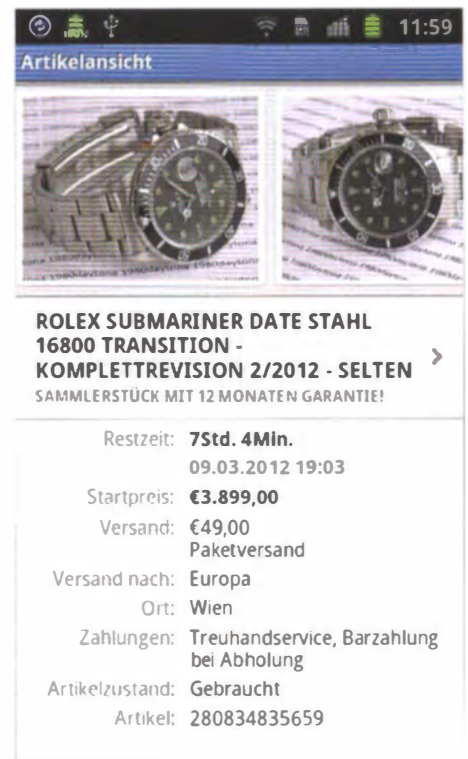 100%
11:59
Artikelansicht
ROLEX SUBMARINER DATE STAHL
16800 TRANSITION -
KOMPLETTREVISION 2/2012 - SELTEN
SAMMLERSTÜCK MIT 12 MONATEN GARANTIE!
Restzeit: 7Std. 4Min.
09.03.2012 19:03
Startpreis: €3.899,00
Versand: €49,00
Paketversand
Versand nach: Europa
Ort: Wien
Zahlungen: Treuhandservice, Barzahlung
bei Abholung
Artikelzustand: Gebraucht
Artikel: 280834835659